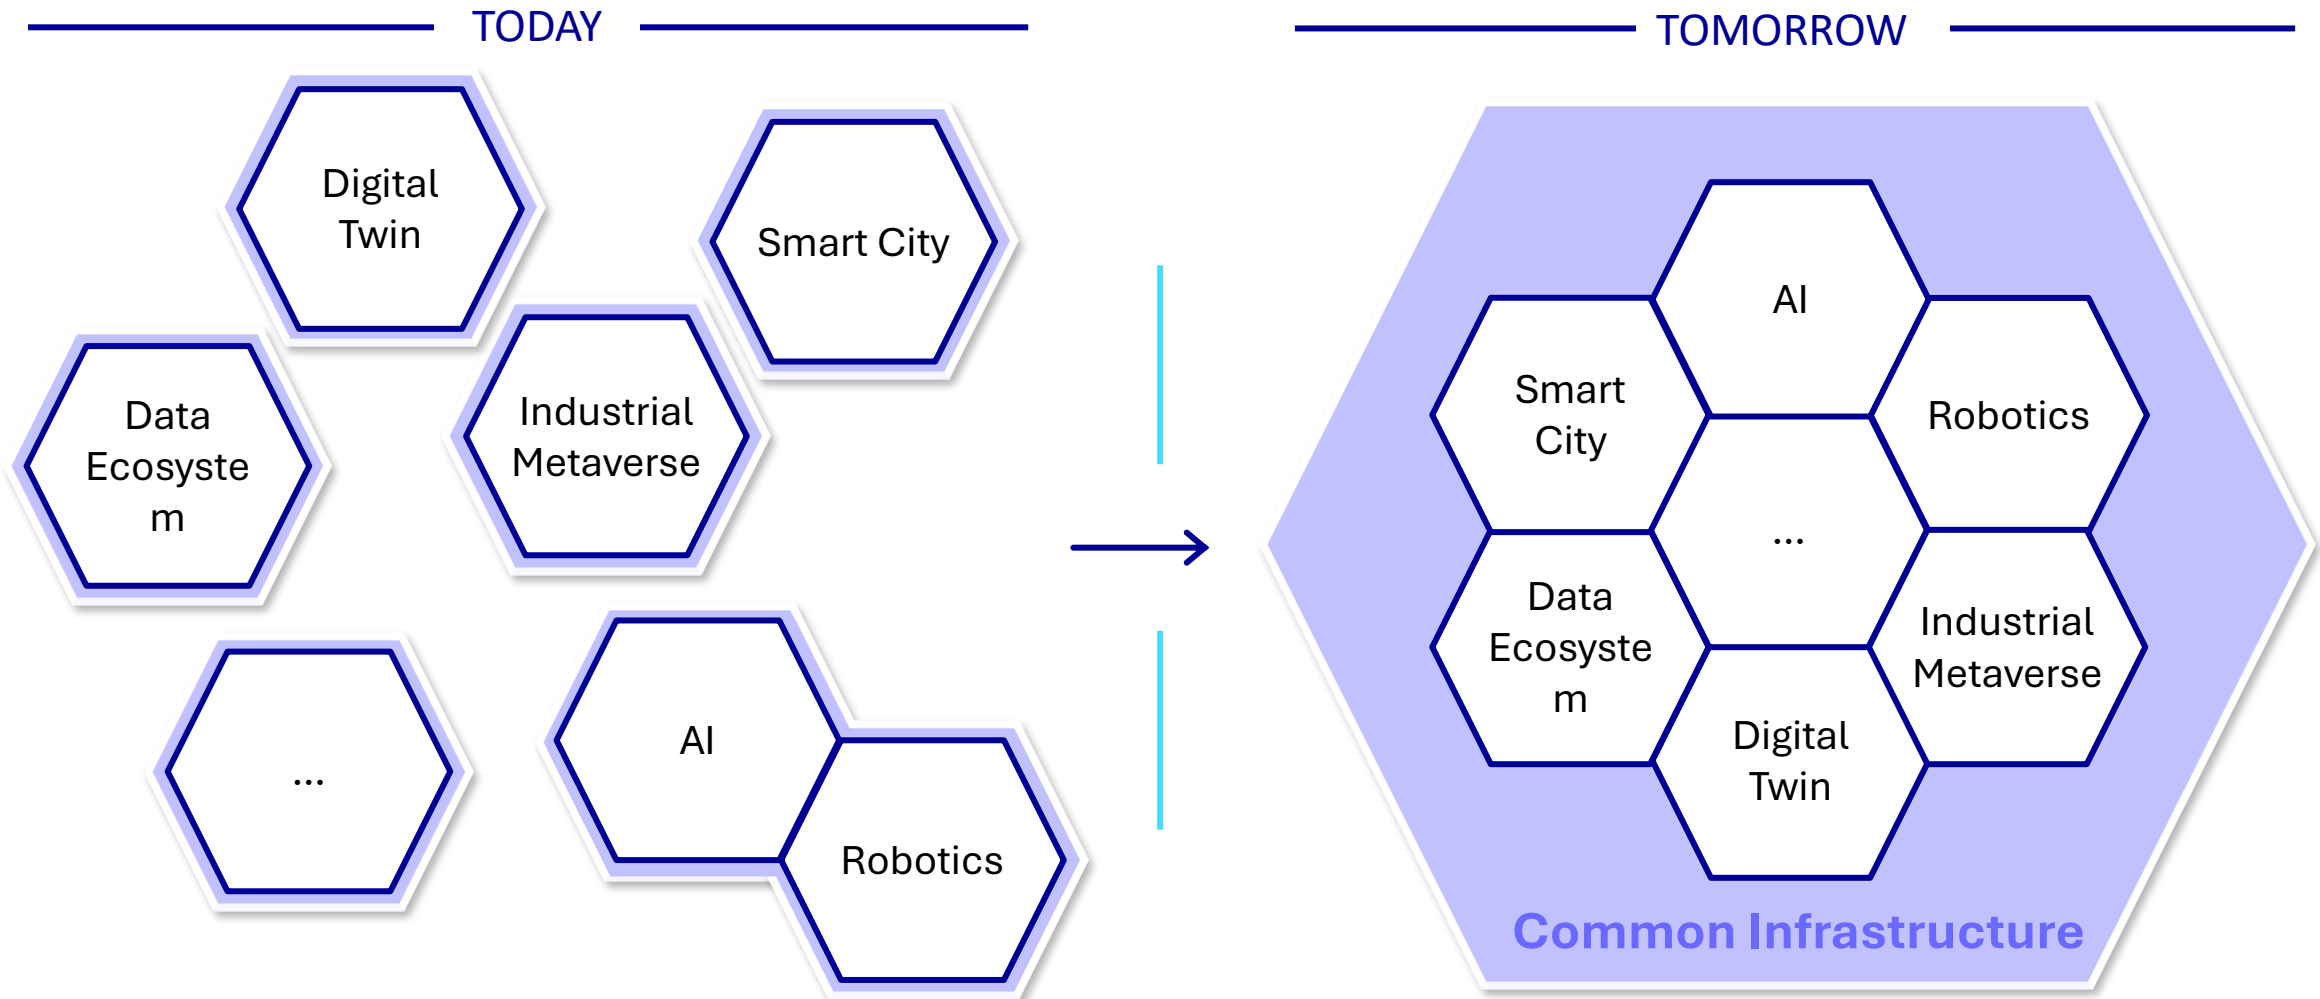 TODAY
Digital
Twin
Smart City
Data
Ecosyste
m
Industrial
Metaverse
...
AI
Robotics
TOMORROW
AI
Smart
City
Robotics
...
Data
Ecosyste
m
Industrial
Metaverse
Digital
Twin
Common Infrastructure